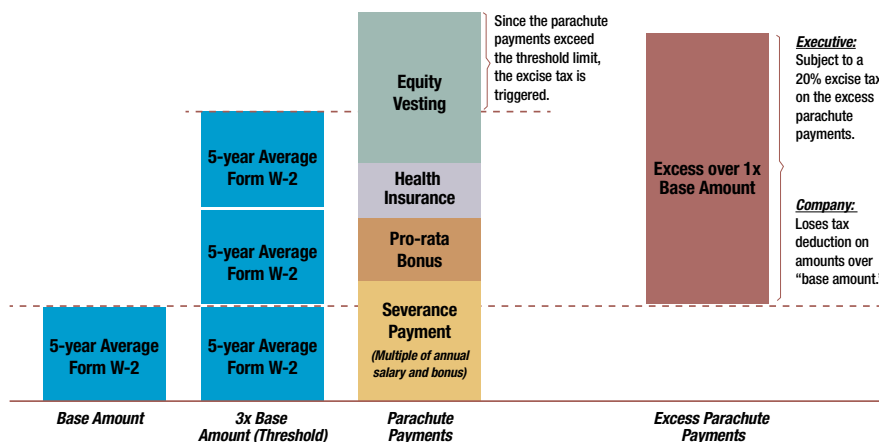 Since the parachute
payments exceed
the threshold limit,
the excise tax is
triggered.
Executive:
Subject to a
20% excise tax
on the excess
parachute
payments.
Equity
Vesting
5-year Average
Form W-2
Health
Insurance
Excess over 1x
Base Amount
Company:
Loses tax
deduction on
amounts over
“base amount.”
5-year Average
Form W-2
Pro-rata
Bonus
5-year Average
Form W-2
5-year Average
Form W-2
Severance
Payment
(Multiple of annual
salary and bonus)
Base Amount
3x Base
Amount (Threshold)
Parachute
Payments
Excess Parachute
Payments